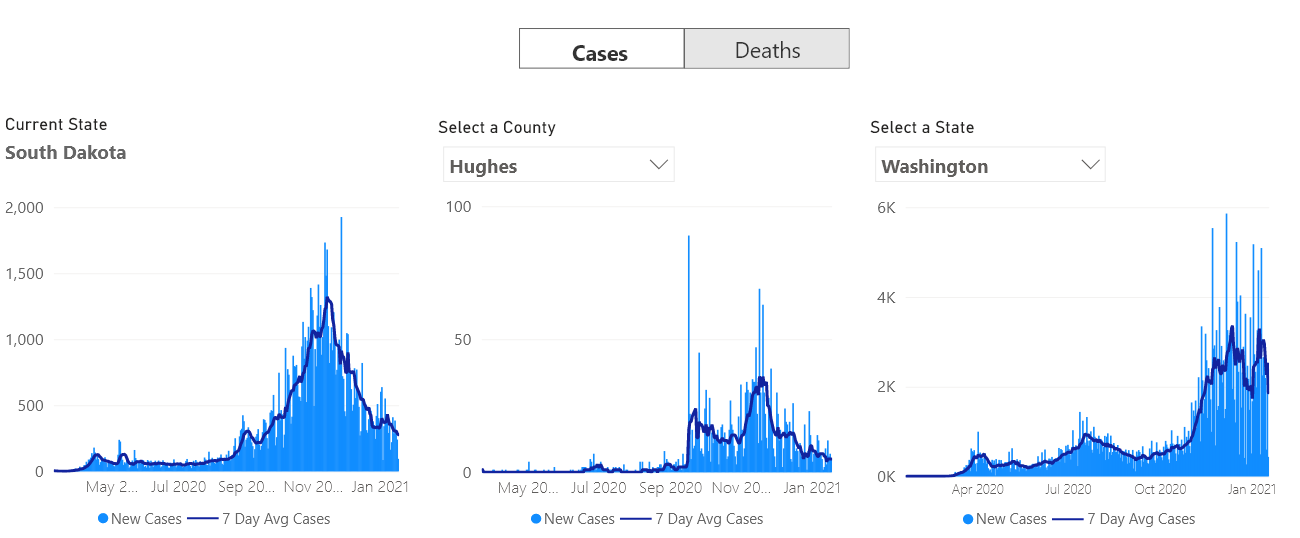 Cases Deaths
Current State
South Dakota
2,000
1,500
1,000
500
0
May 2... Jul 2020 Sep 20... Nov 20... Jan 2021
New Cases 7 Day Avg Cases
Select a County
Hughes
100
50
0
May 20... Jul 2020 Sep 2020 Nov 20... Jan 2021
New Cases 7 Day Avg Cases
Select a State
Washington
6K
4K
2K
0K
Apr 2020 Jul 2020 Oct 2020 Jan 2021
New Cases 7 Day Avg Cases